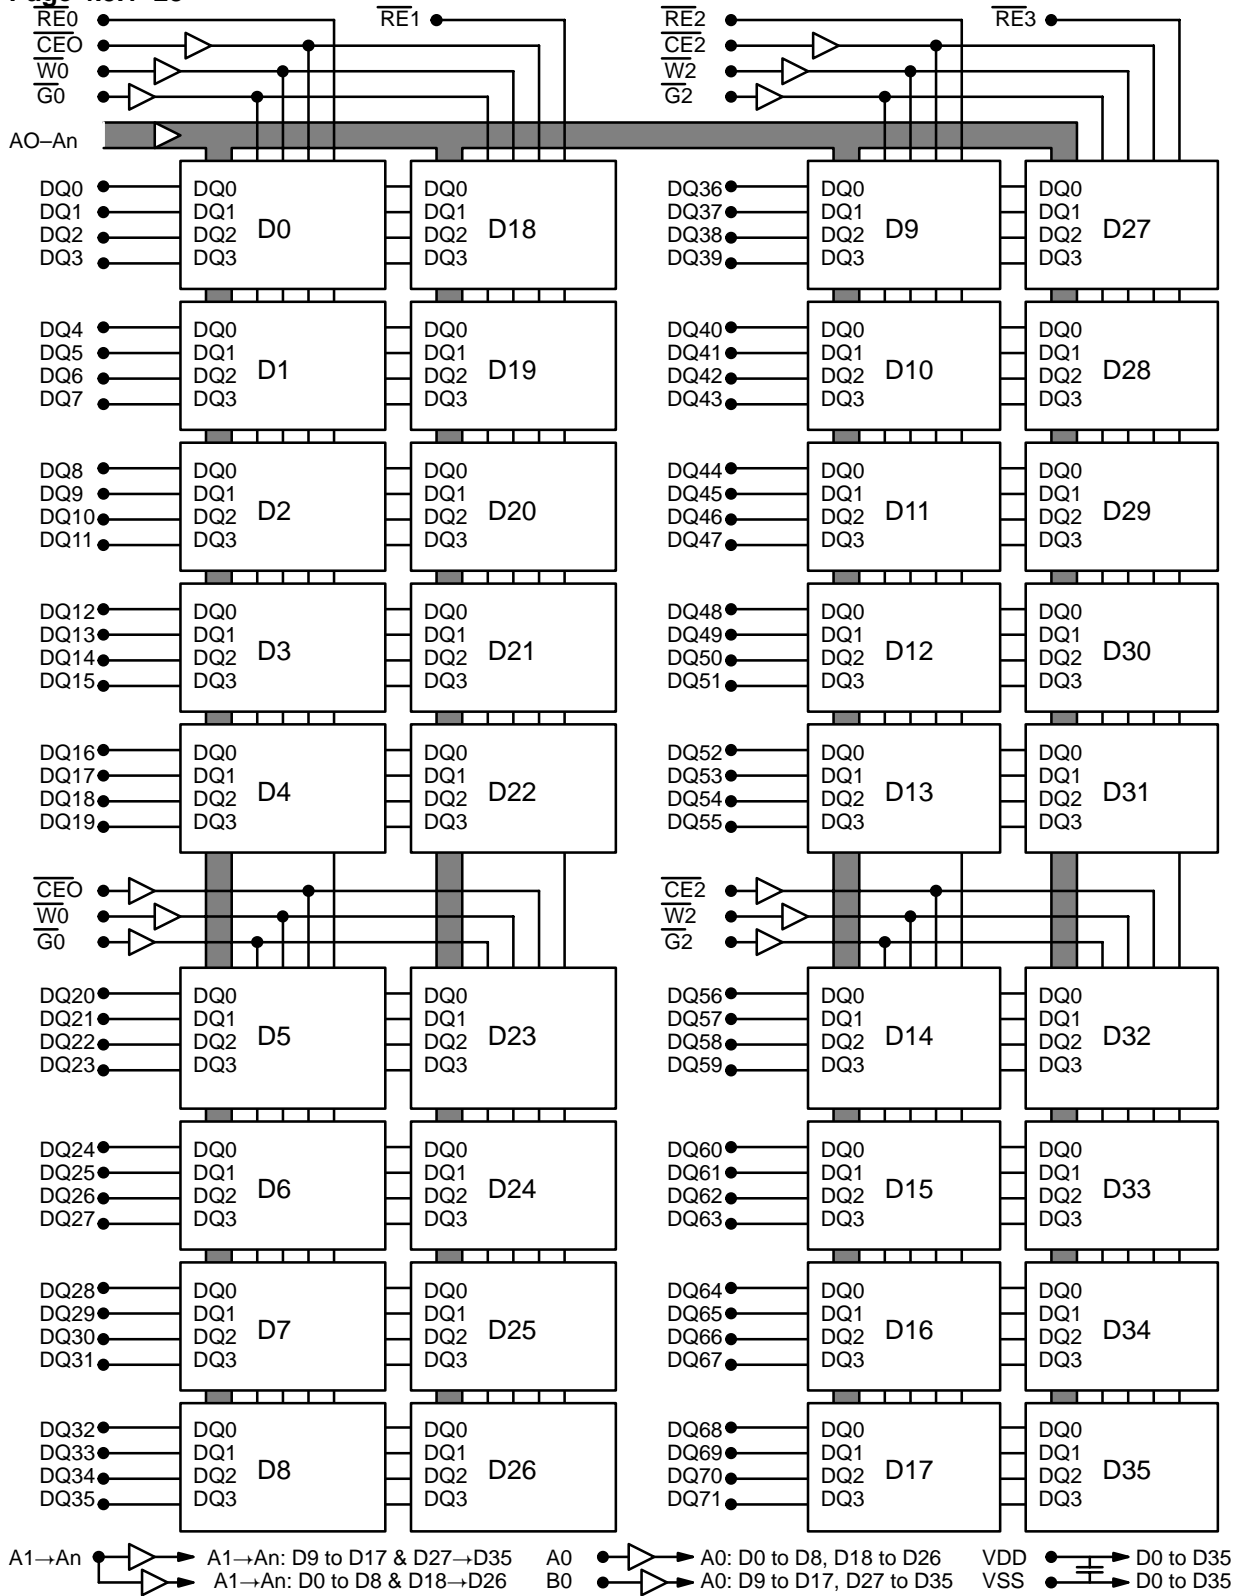 RE0 RE1 RE2 RE3
CEO CE2
W0 W2
G0 G2
AO–An
DQ0 DQ0 DQ0 DQ36 DQ0 DQ0
DQ1 DQ1 DQ1 DQ37 DQ1 DQ1
D0 D18 D9 D27
DQ2 DQ2 DQ2 DQ38 DQ2 DQ2
DQ3 DQ3 DQ3 DQ39 DQ3 DQ3
DQ4 DQ0 DQ0 DQ40 DQ0 DQ0
DQ5 DQ1 DQ1 DQ41 DQ1 DQ1
D1 D19 D10 D28
DQ6 DQ2 DQ2 DQ42 DQ2 DQ2
DQ7 DQ3 DQ3 DQ43 DQ3 DQ3
DQ8 DQ0 DQ0 DQ44 DQ0 DQ0
DQ9 DQ1 DQ1 DQ45 DQ1 DQ1
D2 D20 D11 D29
DQ10 DQ2 DQ2 DQ46 DQ2 DQ2
DQ11 DQ3 DQ3 DQ47 DQ3 DQ3
DQ12 DQ0 DQ0 DQ48 DQ0 DQ0
DQ13 DQ1 DQ1 DQ49 DQ1 DQ1
D3 D21 D12 D30
DQ14 DQ2 DQ2 DQ50 DQ2 DQ2
DQ15 DQ3 DQ3 DQ51 DQ3 DQ3
DQ16 DQ0 DQ0 DQ52 DQ0 DQ0
DQ17 DQ1 DQ1 DQ53 DQ1 DQ1
D4 D22 D13 D31
DQ18 DQ2 DQ2 DQ54 DQ2 DQ2
DQ19 DQ3 DQ3 DQ55 DQ3 DQ3
CEO CE2
W0 W2
G0 G2
DQ20 DQ0 DQ0 DQ56 DQ0 DQ0
DQ21 DQ1 DQ1 DQ57 DQ1 DQ1
D5 D23 D14 D32
DQ22 DQ2 DQ2 DQ58 DQ2 DQ2
DQ23 DQ3 DQ3 DQ59 DQ3 DQ3
DQ24 DQ0 DQ0 DQ60 DQ0 DQ0
DQ25 DQ1 DQ1 DQ61 DQ1 DQ1
D6 D24 D15 D33
DQ26 DQ2 DQ2 DQ62 DQ2 DQ2
DQ27 DQ3 DQ3 DQ63 DQ3 DQ3
DQ28 DQ0 DQ0 DQ64 DQ0 DQ0
DQ29 DQ1 DQ1 DQ65 DQ1 DQ1
D7 D25 D16 D34
DQ30 DQ2 DQ2 DQ66 DQ2 DQ2
DQ31 DQ3 DQ3 DQ67 DQ3 DQ3
DQ32 DQ0 DQ0 DQ68 DQ0 DQ0
DQ33 DQ1 DQ1 DQ69 DQ1 DQ1
D8 D26 D17 D35
DQ34 DQ2 DQ2 DQ70 DQ2 DQ2
DQ35 DQ3 DQ3 DQ71 DQ3 DQ3
A1→An A1→An: D9 to D17 & D27→D35 A0 A0: D0 to D8, D18 to D26 VDD D0 to D35
A1→An: D0 to D8 & D18→D26 B0 A0: D9 to D17, D27 to D35 VSS D0 to D35